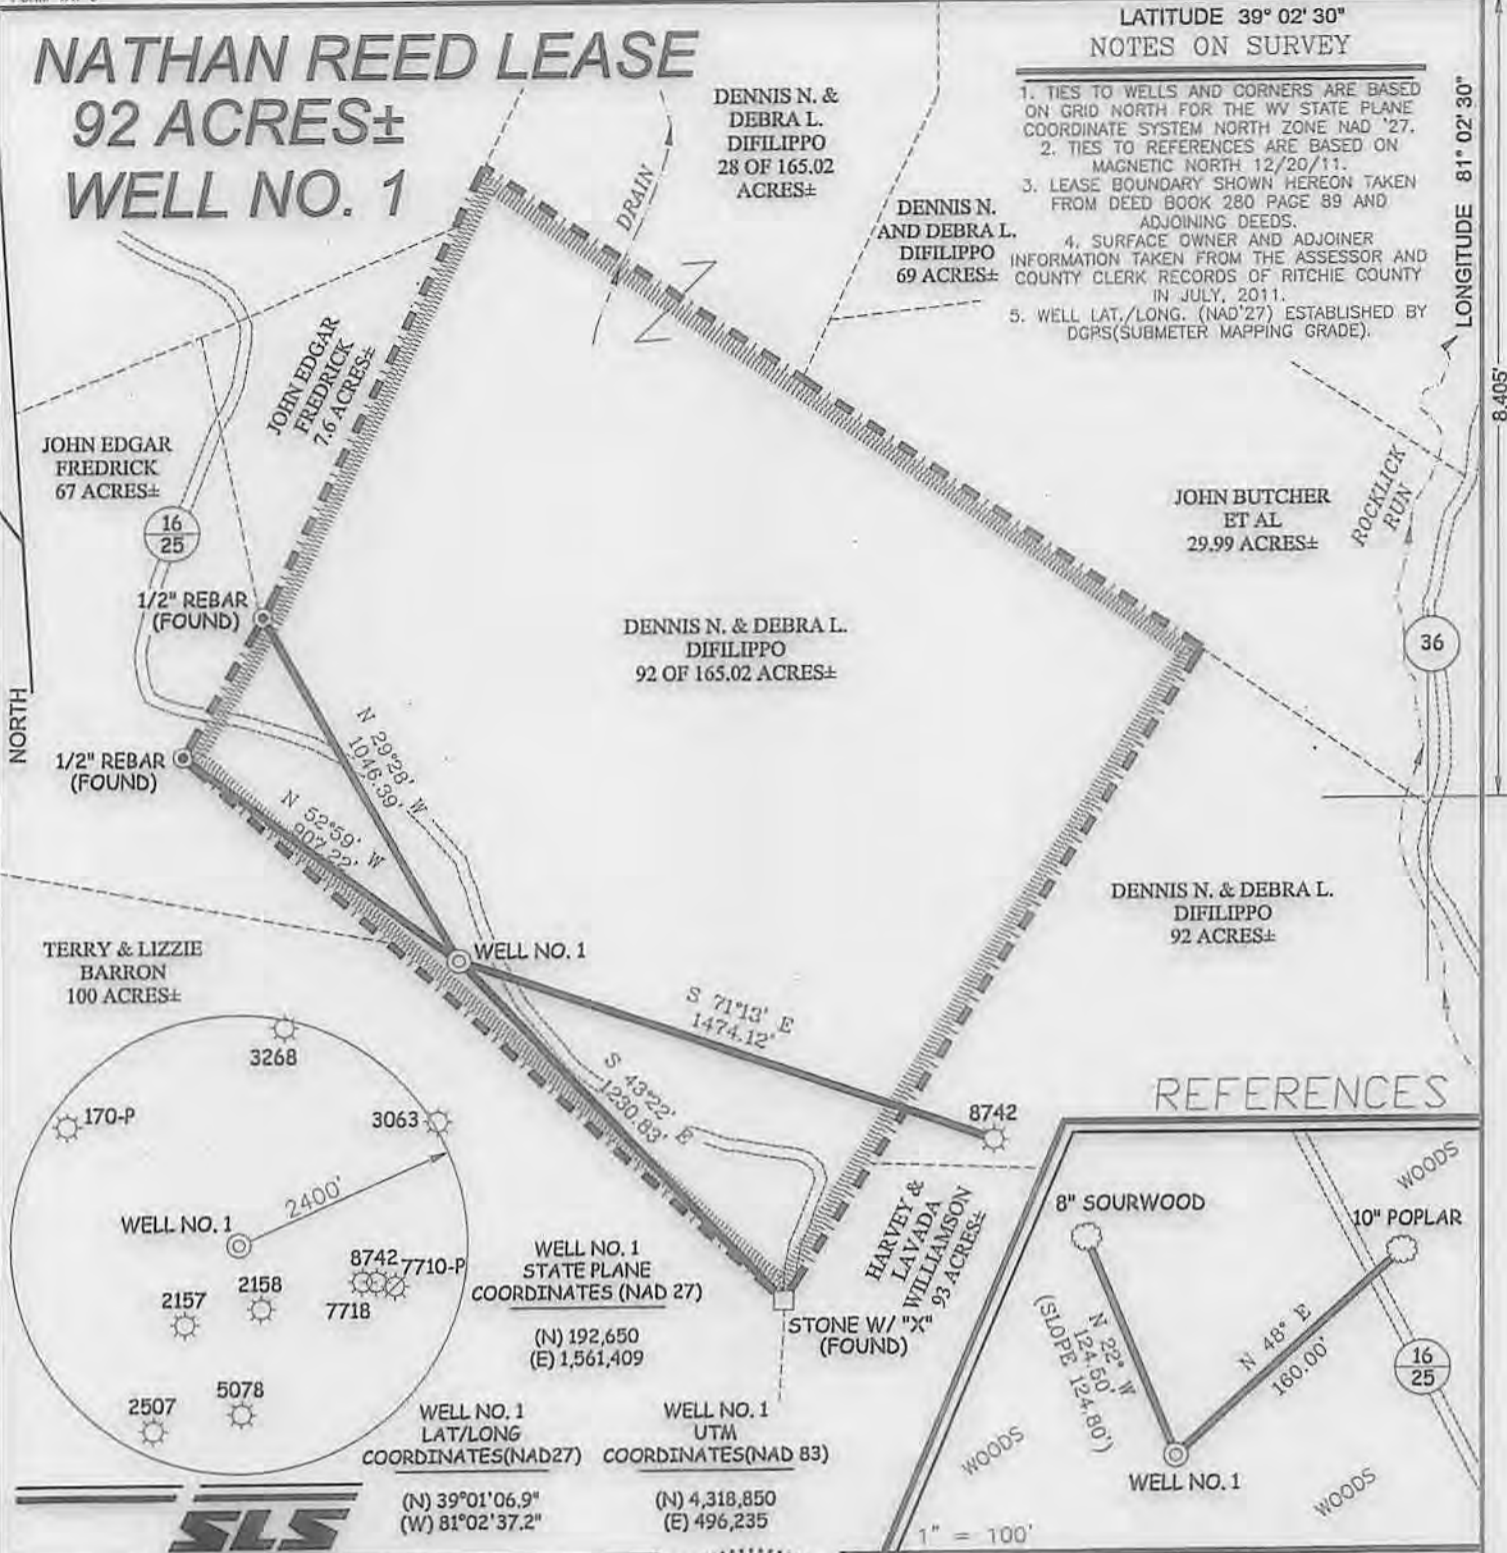 LATITUDE 39° 02' 30"
NATHAN REED LEASE
92 ACRES±
WELL NO. 1
NOTES ON SURVEY
1. TIES TO WELLS AND CORNERS ARE BASED
ON GRID NORTH FOR THE WV STATE PLANE
COORDINATE SYSTEM NORTH ZONE NAD '27.
2. TIES TO REFERENCES ARE BASED ON
MAGNETIC NORTH 12/20/11.
3. LEASE BOUNDARY SHOWN HEREON TAKEN
FROM DEED BOOK 280 PAGE 89 AND
ADJOINING DEEDS.
4. SURFACE OWNER AND ADJOINER
INFORMATION TAKEN FROM THE ASSESSOR AND
COUNTY CLERK RECORDS OF RITCHIE COUNTY
IN JULY, 2011.
5. WELL LAT./LONG. (NAD'27) ESTABLISHED BY
DGPS(SUBMETER MAPPING GRADE).
LONGITUDE 81° 02' 30"
8,405'
DENNIS N. &
DEBRA L.
DIFILIPPO
28 OF 165.02
ACRES±
DRAIN
DENNIS N.
AND DEBRA L.
DIFILIPPO
69 ACRES±
JOHN EDGAR
FREDRICK
7.6 ACRES±
JOHN EDGAR
FREDRICK
67 ACRES±
16
25
JOHN BUTCHER
ET AL
29.99 ACRES±
ROCKLICK
RUN
36
1/2" REBAR
(FOUND)
DENNIS N. & DEBRA L.
DIFILIPPO
92 OF 165.02 ACRES±
NORTH
1/2" REBAR
(FOUND)
N 29°28' W
1046.39'
N 52°59' W
907.22'
DENNIS N. & DEBRA L.
DIFILIPPO
92 ACRES±
TERRY & LIZZIE
BARRON
100 ACRES±
WELL NO. 1
S 71°13' E
1474.12'
S 43°22' E
1230.83'
8742
3268
170-P
3063
2400'
WELL NO. 1
8742
7710-P
7718
2158
2157
5078
2507
HARVEY &
LAVADA
WILLIAMSON
93 ACRES±
STONE W/ "X"
(FOUND)
WELL NO. 1
STATE PLANE
COORDINATES (NAD 27)
(N) 192,650
(E) 1,561,409
WELL NO. 1
LAT/LONG
COORDINATES(NAD27)
(N) 39°01'06.9"
(W) 81°02'37.2"
WELL NO. 1
UTM
COORDINATES(NAD 83)
(N) 4,318,850
(E) 496,235
REFERENCES
WOODS
8" SOURWOOD
10" POPLAR
N 22° W
124.50'
(SLOPE 124.80')
N 48° E
160.00'
16
25
WOODS
WELL NO. 1
WOODS
1" = 100'
SLS